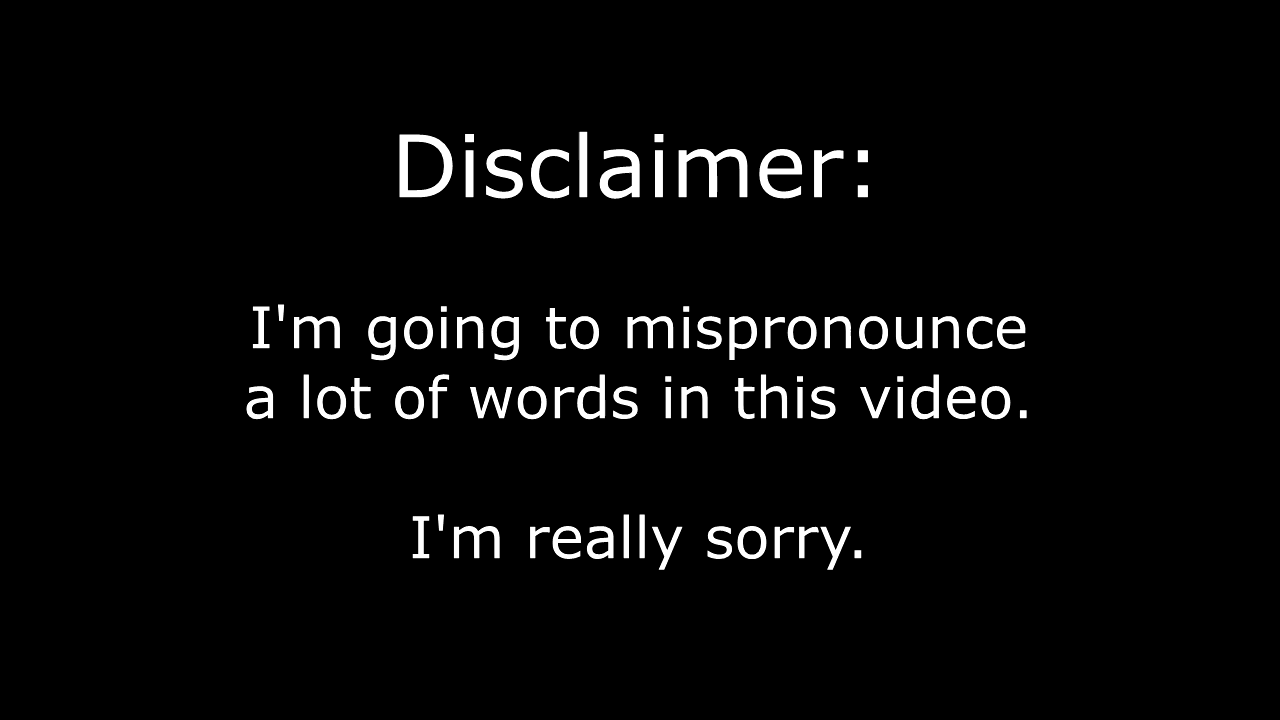 Disclaimer:
I'm going to mispronounce
a lot of words in this video.
I'm really sorry.